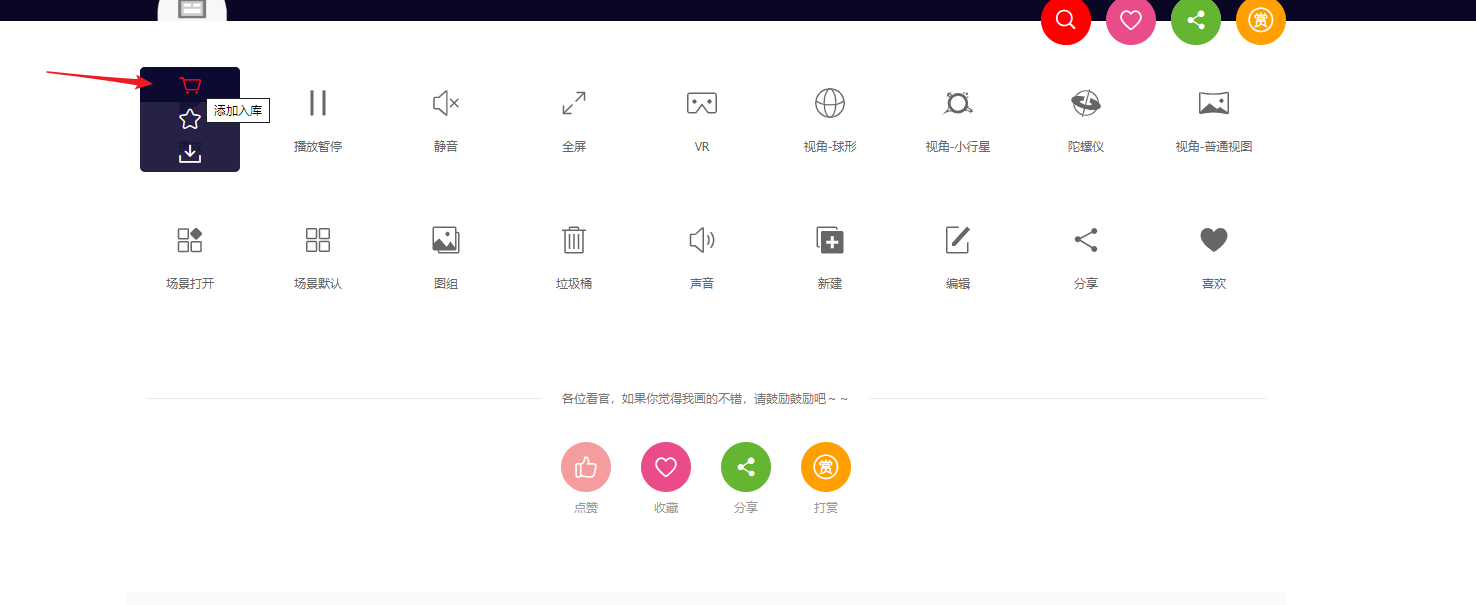 赏
添加入库
播放暂停
静音
全屏
VR
视角-球形
视角-小行星
陀螺仪
视角-普通视图
场景打开
场景默认
图组
垃圾桶
声音
新建
编辑
分享
喜欢
各位看官，如果你觉得我画的不错，请鼓励鼓励吧～～
赏
点赞
收藏
分享
打赏